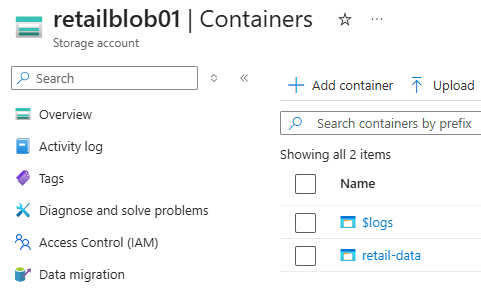 retailblob01 | Containers
Storage account
Search
Add container
Upload
Overview
Activity log
Tags
Diagnose and solve problems
Access Control (IAM)
Data migration
Search containers by prefix
Showing all 2 items
Name
$logs
retail-data